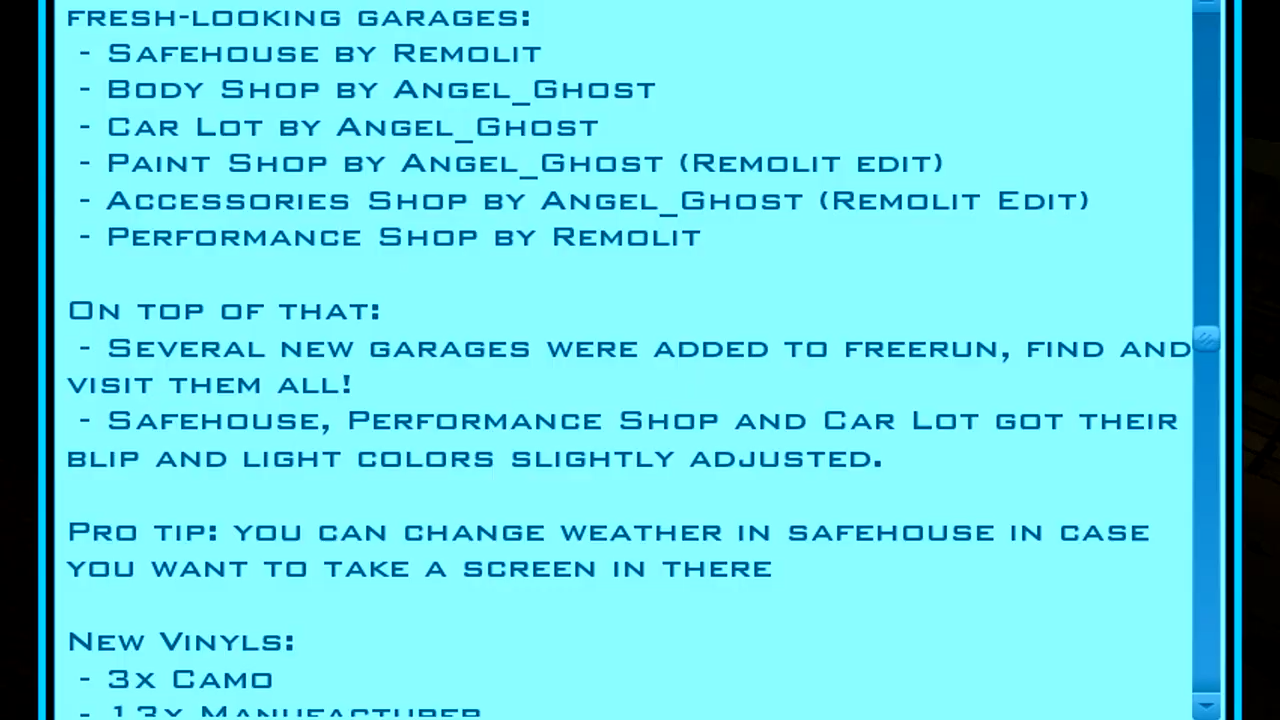 Fresh-looking garages:
- Safehouse by Remolit
- Body Shop by Angel_Ghost
- Car Lot by Angel_Ghost
- Paint Shop by Angel_Ghost (Remolit edit)
- Accessories Shop by Angel_Ghost (Remolit Edit)
- Performance Shop by Remolit
On top of that:
- Several new garages were added to freerun, find and
visit them all!
- Safehouse, Performance Shop and Car Lot got their
blip and light colors slightly adjusted.
Pro tip: you can change weather in safehouse in case
you want to take a screen in there
New Vinyls:
- 3x Camo
- 13x Manufacturer